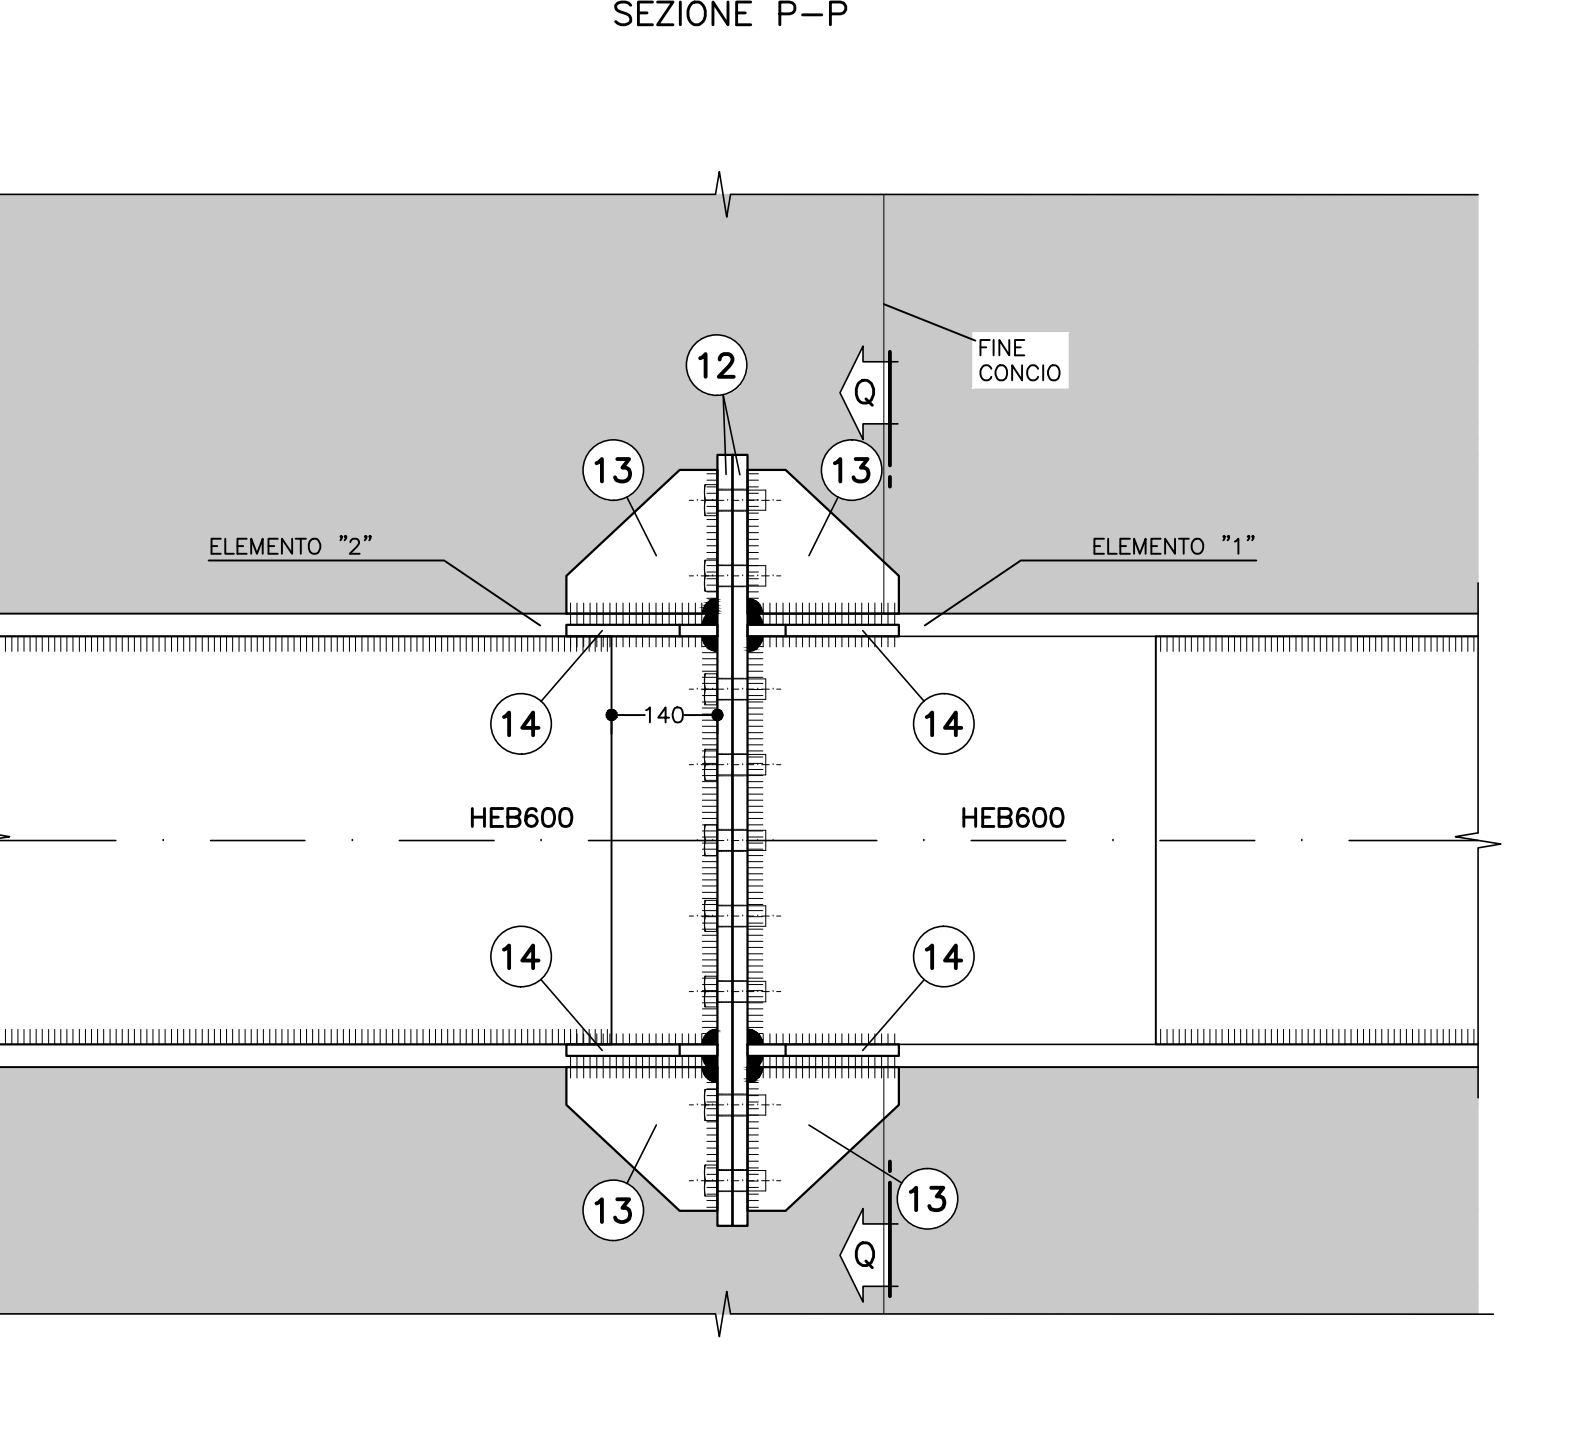 SEZIONE P-P
FINE
CONCIO
12
Q
13
13
ELEMENTO "2"
ELEMENTO "1"
14
140
14
HEB600
HEB600
14
14
13
13
Q